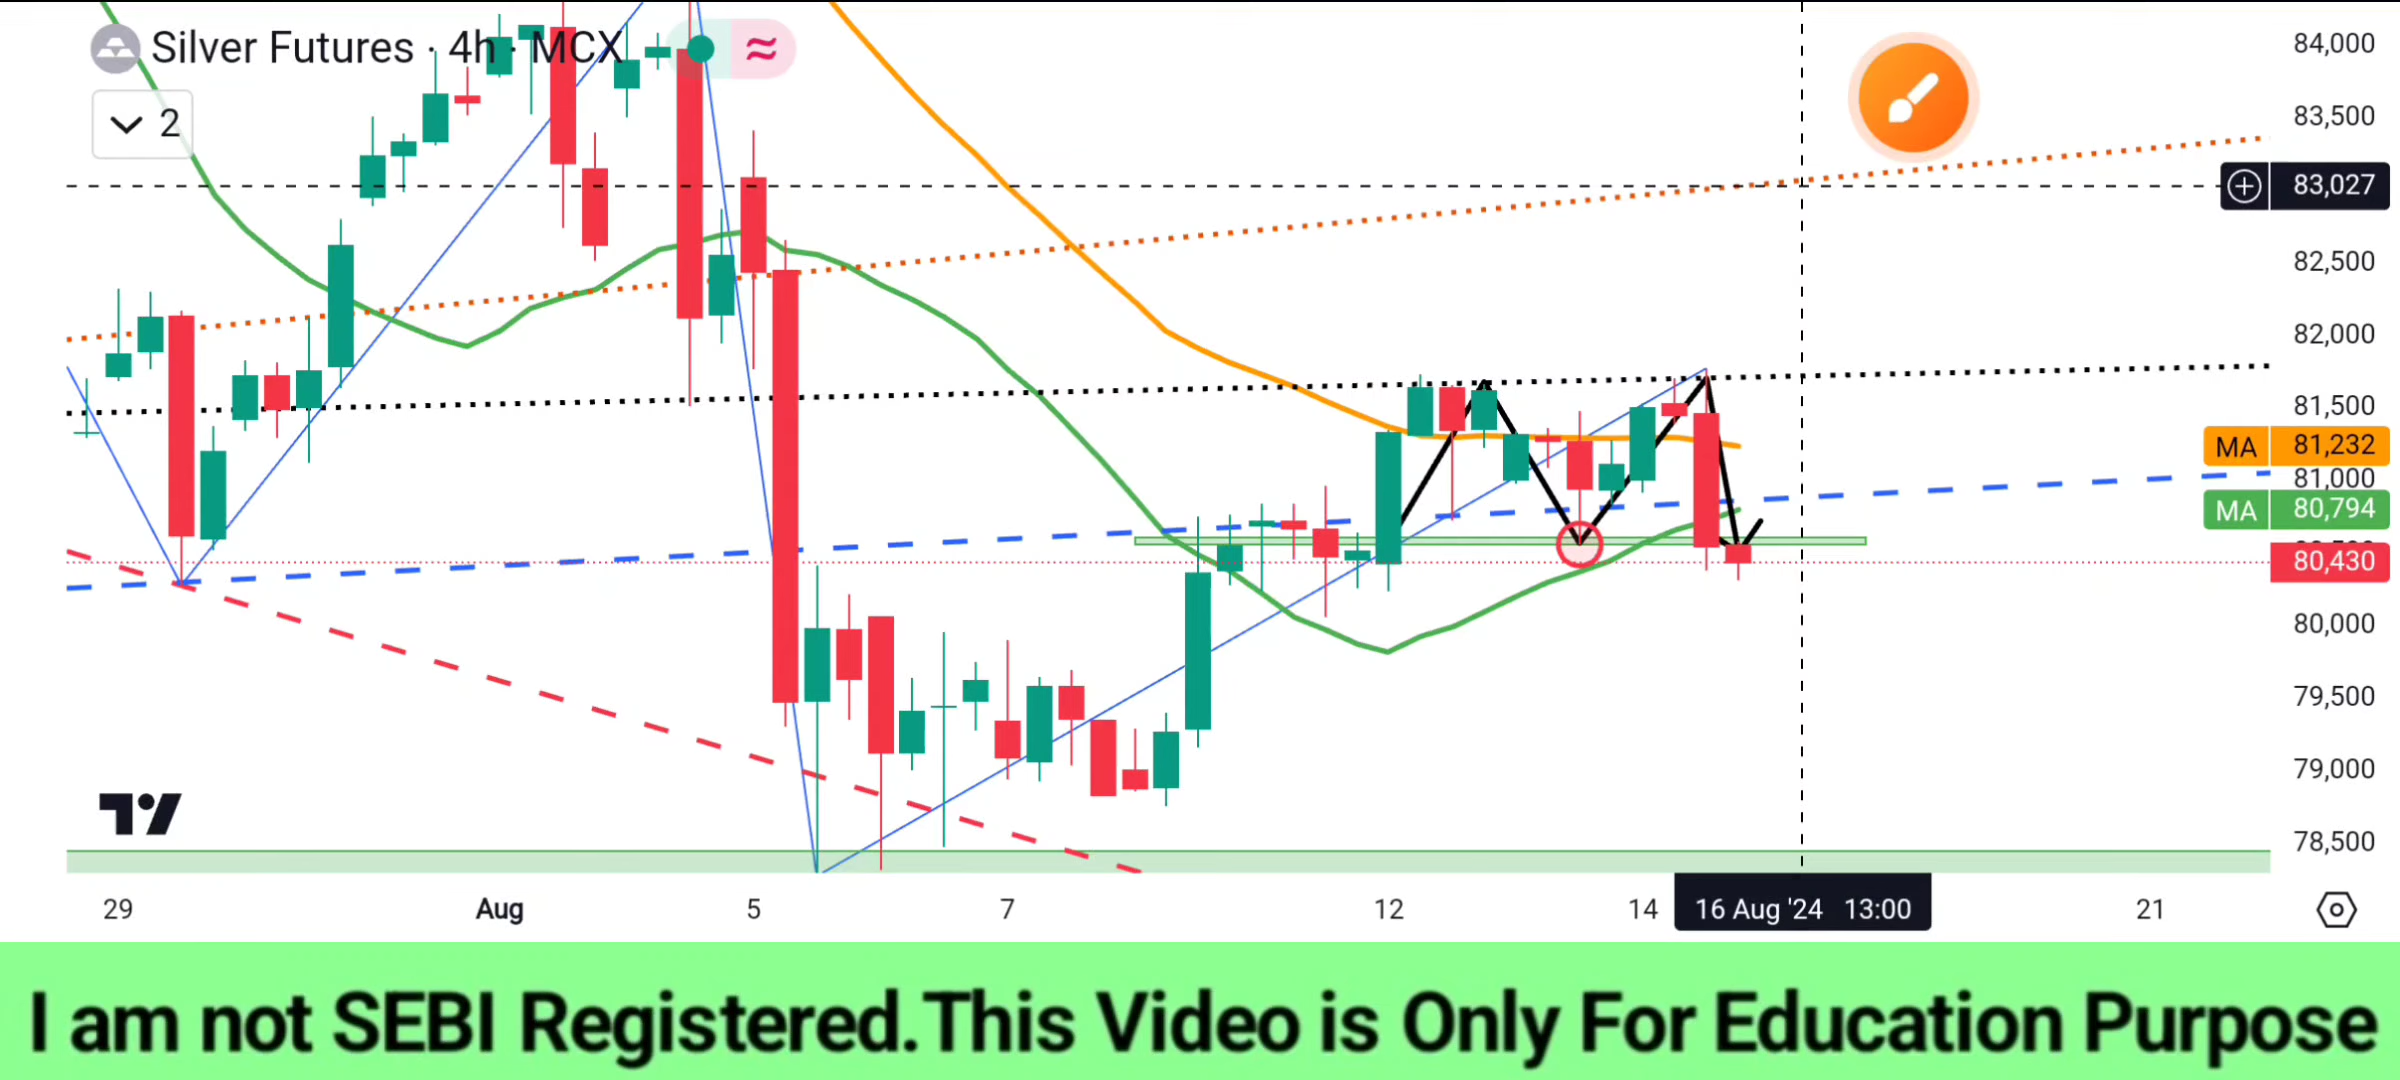 Silver Futures · 4h · MCX
2
84,000
83,500
83,027
82,500
82,000
81,500
MA 81,232
81,000
MA 80,794
80,430
80,000
79,500
79,000
78,500
29 Aug 5 7 12 14 16 Aug '24 13:00 21
I am not SEBI Registered.This Video is Only For Education Purpose